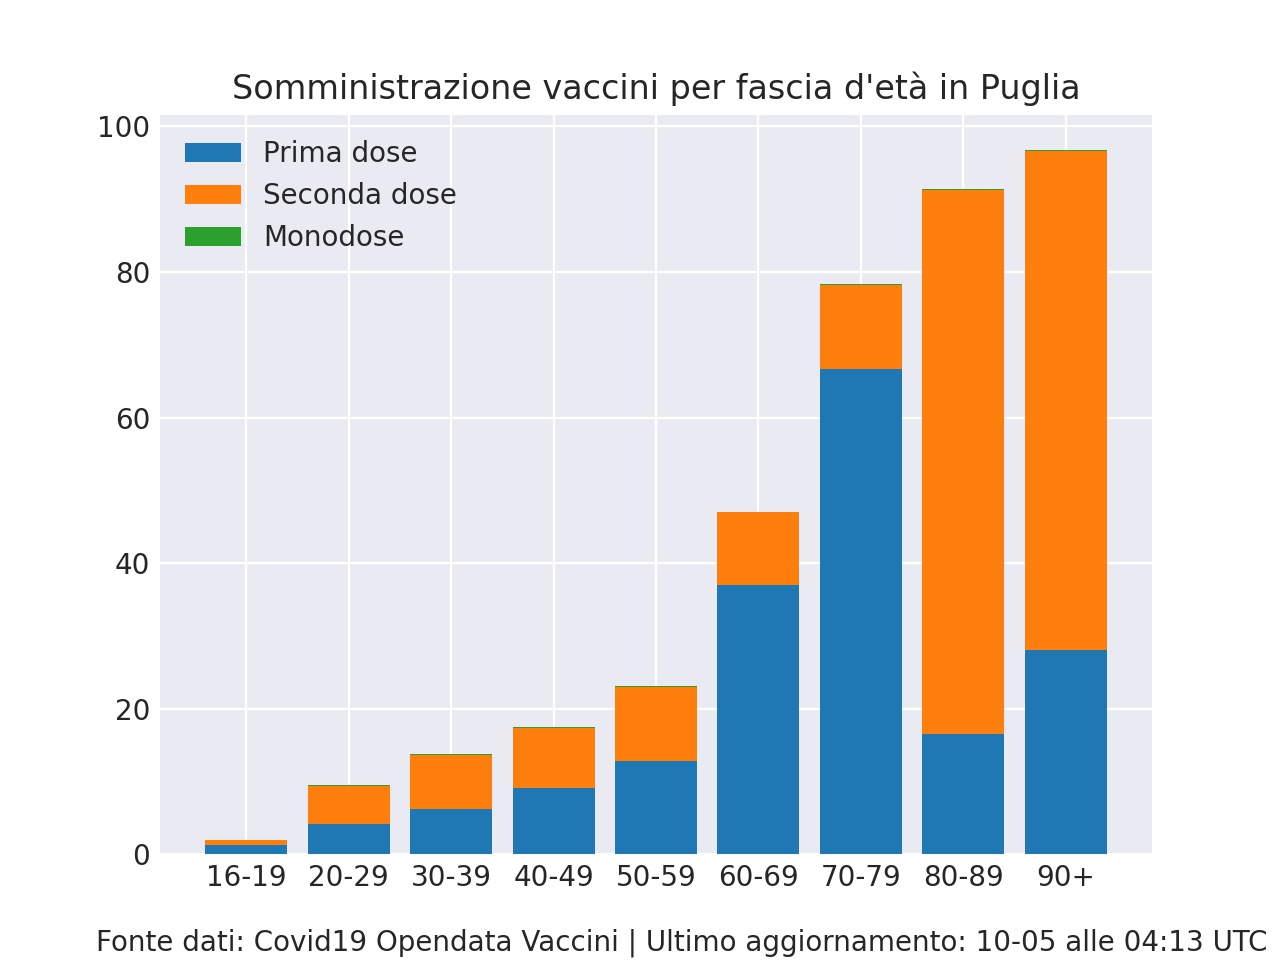 Somministrazione vaccini per fascia d'età in Puglia
100
80
60
40
20
0
Prima dose
Seconda dose
Monodose
16-19 20-29 30-39 40-49 50-59 60-69 70-79 80-89 90+
Fonte dati: Covid19 Opendata Vaccini | Ultimo aggiornamento: 10-05 alle 04:13 UTC